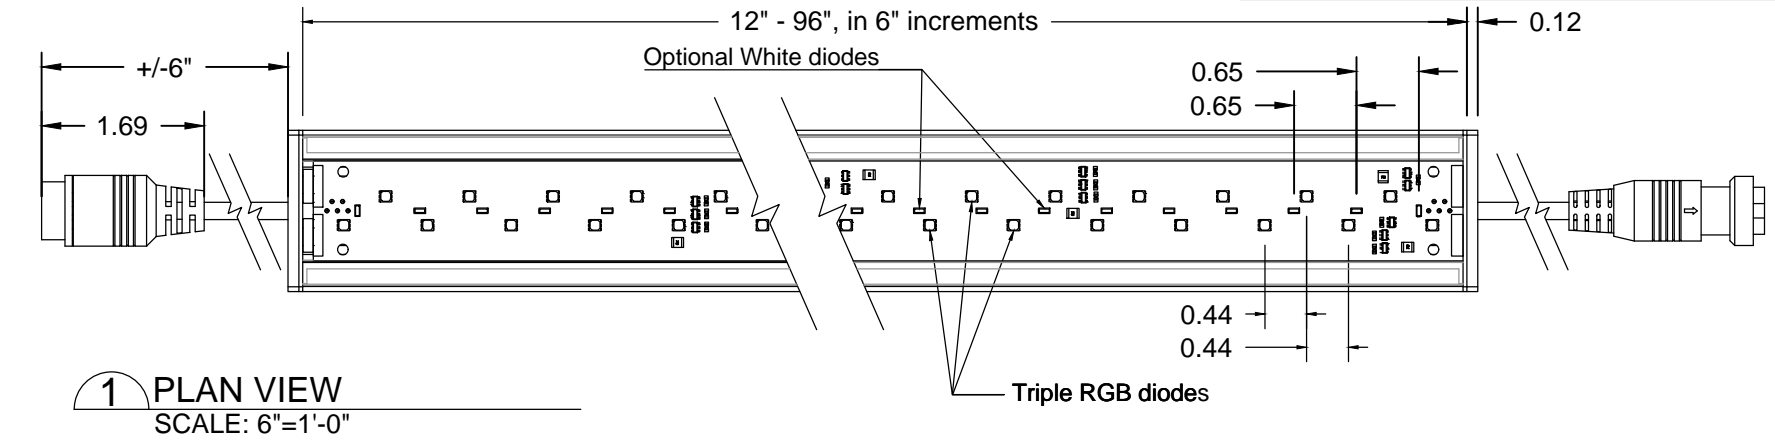 12" - 96", in 6" increments
0.12
+/-6"
Optional White diodes
0.65
0.65
1.69
0.44
0.44
Triple RGB diodes
1 PLAN VIEW
SCALE: 6"=1'-0"